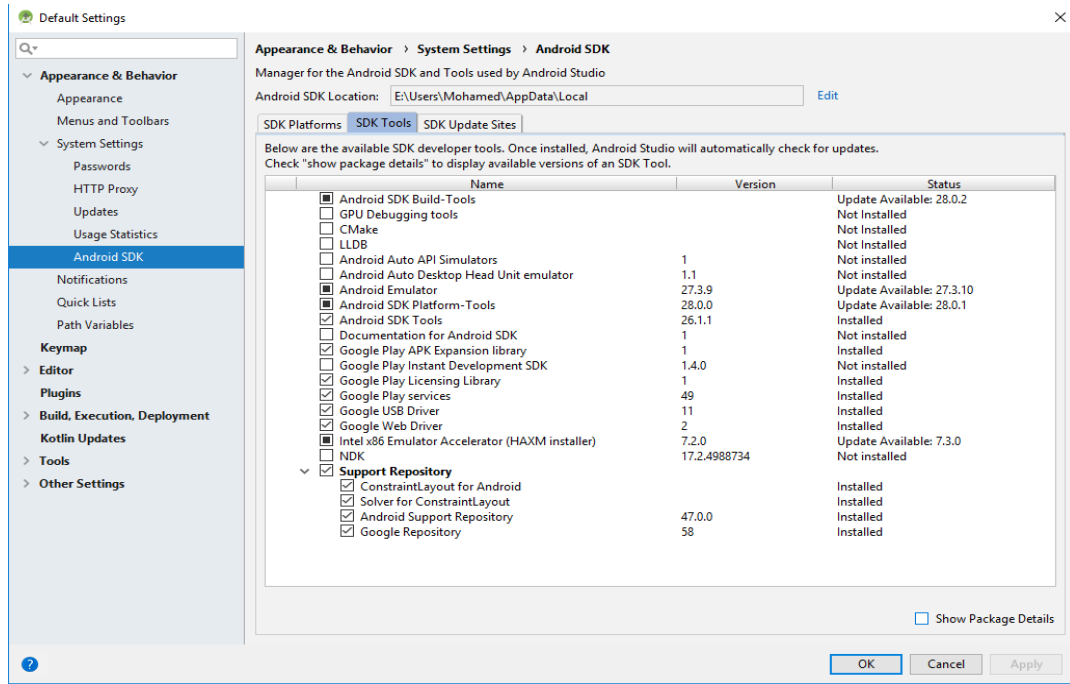 Default Settings
Appearance & Behavior
Appearance
Menus and Toolbars
System Settings
Passwords
HTTP Proxy
Updates
Usage Statistics
Android SDK
Notifications
Quick Lists
Path Variables
Keymap
Editor
Plugins
Build, Execution, Deployment
Kotlin Updates
Tools
Other Settings
Appearance & Behavior › System Settings › Android SDK
Manager for the Android SDK and Tools used by Android Studio
Android SDK Location: E:\Users\Mohamed\AppData\Local Edit
SDK Platforms SDK Tools SDK Update Sites
Below are the available SDK developer tools. Once installed, Android Studio will automatically check for updates.
Check "show package details" to display available versions of an SDK Tool.
Name Version Status
Android SDK Build-Tools Update Available: 28.0.2
GPU Debugging tools Not Installed
CMake Not Installed
LLDB Not Installed
Android Auto API Simulators 1 Not installed
Android Auto Desktop Head Unit emulator 1.1 Not installed
Android Emulator 27.3.9 Update Available: 27.3.10
Android SDK Platform-Tools 28.0.0 Update Available: 28.0.1
Android SDK Tools 26.1.1 Installed
Documentation for Android SDK 1 Not installed
Google Play APK Expansion library 1 Installed
Google Play Instant Development SDK 1.4.0 Not installed
Google Play Licensing Library 1 Installed
Google Play services 49 Installed
Google USB Driver 11 Installed
Google Web Driver 2 Installed
Intel x86 Emulator Accelerator (HAXM installer) 7.2.0 Update Available: 7.3.0
NDK 17.2.4988734 Not installed
Support Repository
ConstraintLayout for Android Installed
Solver for ConstraintLayout Installed
Android Support Repository 47.0.0 Installed
Google Repository 58 Installed
Show Package Details
? OK Cancel Apply